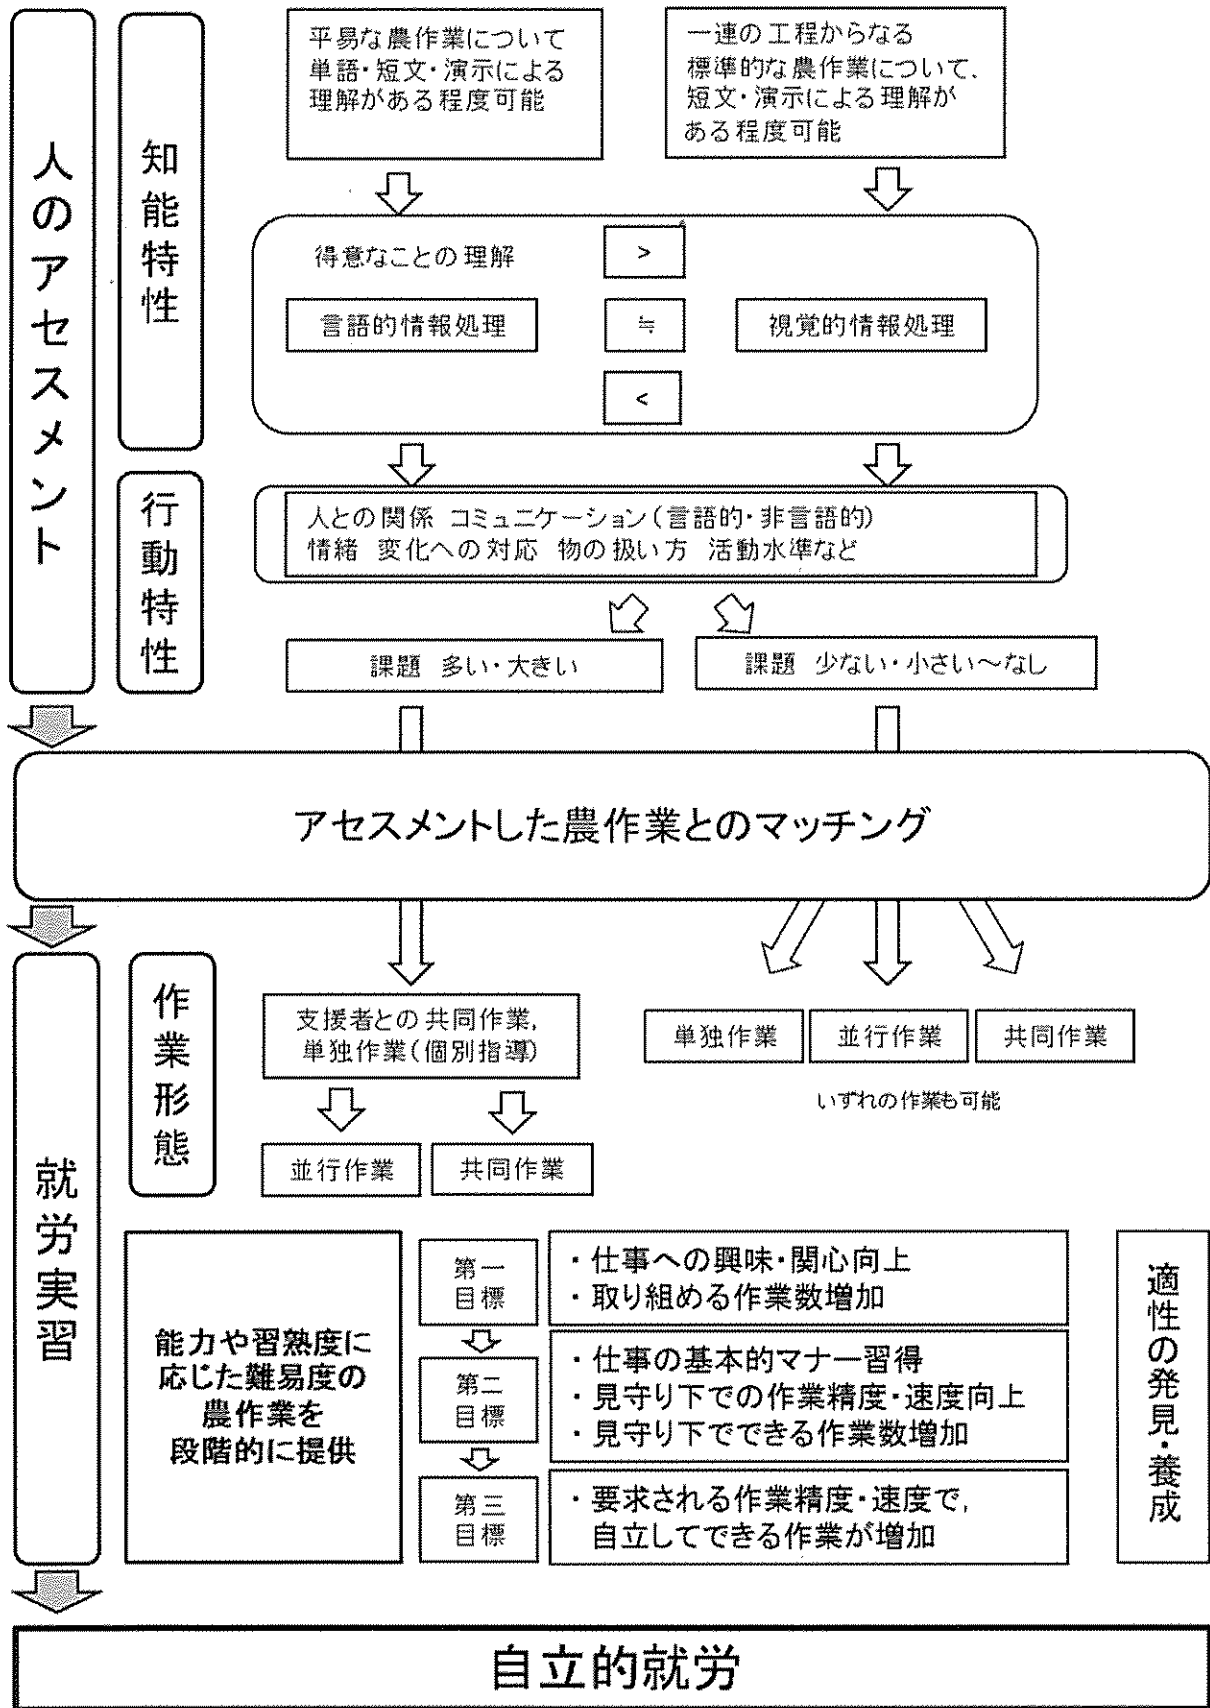 人のアセスメント
知能特性
平易な農作業について
単語・短文・演示による
理解がある程度可能
一連の工程からなる
標準的な農作業について、
短文・演示による理解が
ある程度可能
得意なことの理解
>
言語的情報処理
≒
視覚的情報処理
<
行動特性
人との関係 コミュニケーション(言語的・非言語的)
情緒 変化への対応 物の扱い方 活動水準など
課題 多い・大きい
課題 少ない・小さい～なし
アセスメントした農作業とのマッチング
就労実習
作業形態
支援者との共同作業,
単独作業(個別指導)
並行作業
共同作業
単独作業
並行作業
共同作業
いずれの作業も可能
能力や習熟度に
応じた難易度の
農作業を
段階的に提供
第一
目標
・仕事への興味・関心向上
・取り組める作業数増加
第二
目標
・仕事の基本的マナー習得
・見守り下での作業精度・速度向上
・見守り下でできる作業数増加
第三
目標
・要求される作業精度・速度で,
自立してできる作業が増加
適性の発見・養成
自立的就労